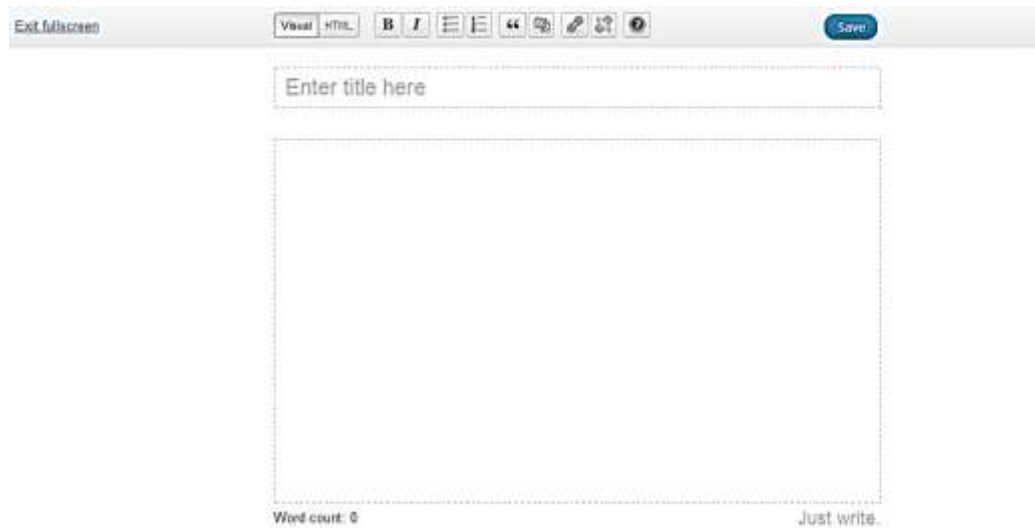 Exit fullscreen Visual HTML B I “ ? Save
Enter title here
Word count: 0 Just write.